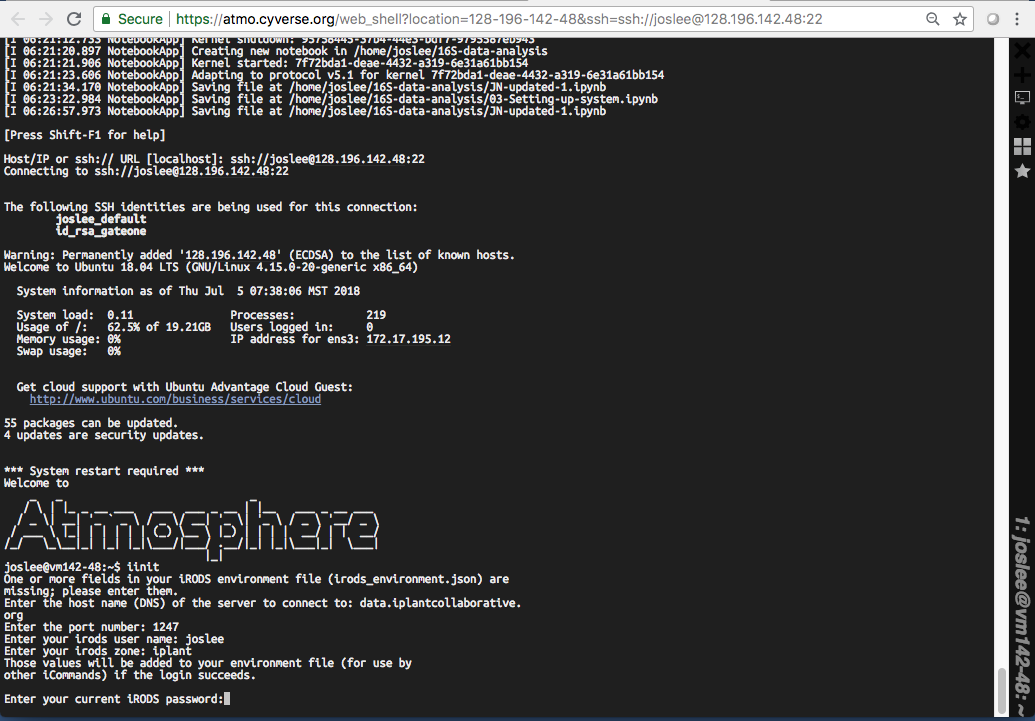 Secure https://atmo.cyverse.org/web_shell?location=128-196-142-48&ssh=ssh://joslee@128.196.142.48:22
[I 06:21:20.897 NotebookApp] Creating new notebook in /home/joslee/16S-data-analysis
[I 06:21:21.906 NotebookApp] Kernel started: 7f72bda1-deae-4432-a319-6e31a61bb154
[I 06:21:23.606 NotebookApp] Adapting to protocol v5.1 for kernel 7f72bda1-deae-4432-a319-6e31a61bb154
[I 06:21:34.170 NotebookApp] Saving file at /home/joslee/16S-data-analysis/JN-updated-1.ipynb
[I 06:23:22.984 NotebookApp] Saving file at /home/joslee/16S-data-analysis/03-Setting-up-system.ipynb
[I 06:26:57.973 NotebookApp] Saving file at /home/joslee/16S-data-analysis/JN-updated-1.ipynb
[Press Shift-F1 for help]
Host/IP or ssh:// URL [localhost]: ssh://joslee@128.196.142.48:22
Connecting to ssh://joslee@128.196.142.48:22
The following SSH identities are being used for this connection:
joslee_default
id_rsa_gateone
Warning: Permanently added '128.196.142.48' (ECDSA) to the list of known hosts.
Welcome to Ubuntu 18.04 LTS (GNU/Linux 4.15.0-20-generic x86_64)
System information as of Thu Jul  5 07:38:06 MST 2018
System load:  0.11 Processes: 219
Usage of /:   62.5% of 19.21GB Users logged in: 0
Memory usage: 0% IP address for ens3: 172.17.195.12
Swap usage:   0%
Get cloud support with Ubuntu Advantage Cloud Guest:
http://www.ubuntu.com/business/services/cloud
55 packages can be updated.
4 updates are security updates.
*** System restart required ***
Welcome to
Atmosphere
joslee@vm142-48:~$ iinit
One or more fields in your iRODS environment file (irods_environment.json) are
missing; please enter them.
Enter the host name (DNS) of the server to connect to: data.iplantcollaborative.
org
Enter the port number: 1247
Enter your irods user name: joslee
Enter your irods zone: iplant
Those values will be added to your environment file (for use by
other iCommands) if the login succeeds.
Enter your current iRODS password:
1: joslee@vm142-48: ~